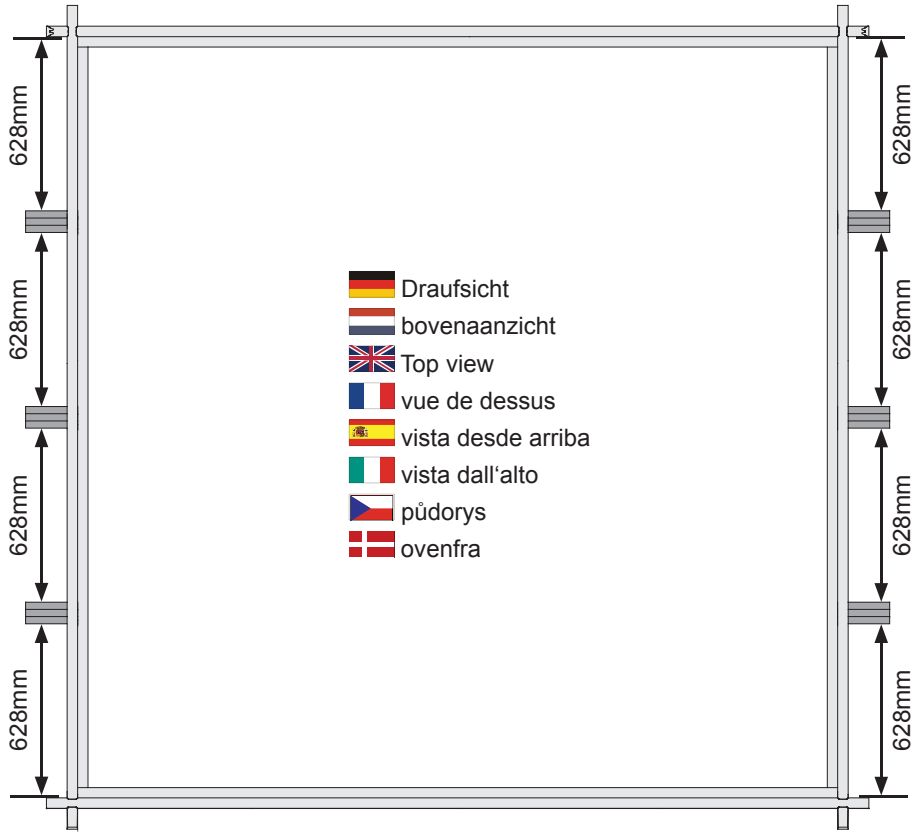 628mm
628mm
628mm
628mm
Draufsicht
bovenaanzicht
Top view
vue de dessus
vista desde arriba
vista dall‘alto
půdorys
ovenfra
628mm
628mm
628mm
628mm